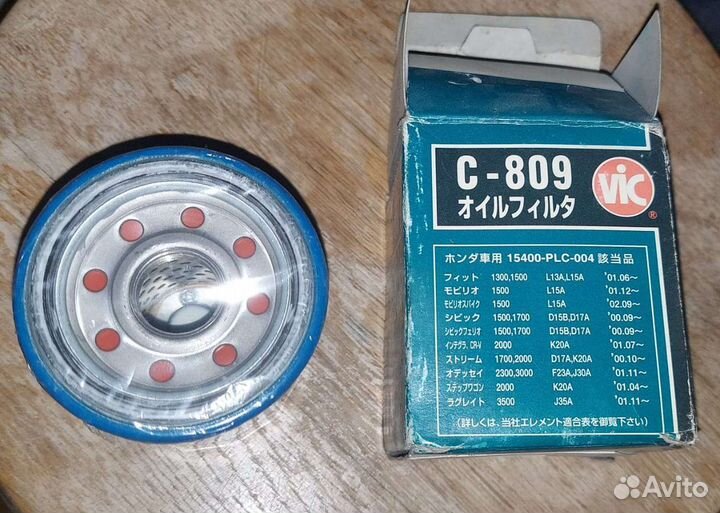 C-809
オイルフィルタ
VIC
®
ホンダ車用 15400-PLC-004 該当品
フィット 1300,1500 L13A,L15A '01.06~
モビリオ 1500 L15A '01.12~
モビリオスパイク 1500 L15A '02.09~
シビック 1500,1700 D15B,D17A '00.09~
シビックフェリオ 1500,1700 D15B,D17A '00.09~
インテグラ, CR-V 2000 K20A '01.07~
ストリーム 1700,2000 D17A,K20A '00.10~
オデッセイ 2300,3000 F23A,J30A '01.11~
ステップワゴン 2000 K20A '01.04~
ラグレイト 3500 J35A '01.11~
(詳しくは、当社エレメント適合表を御覧下さい)
Avito